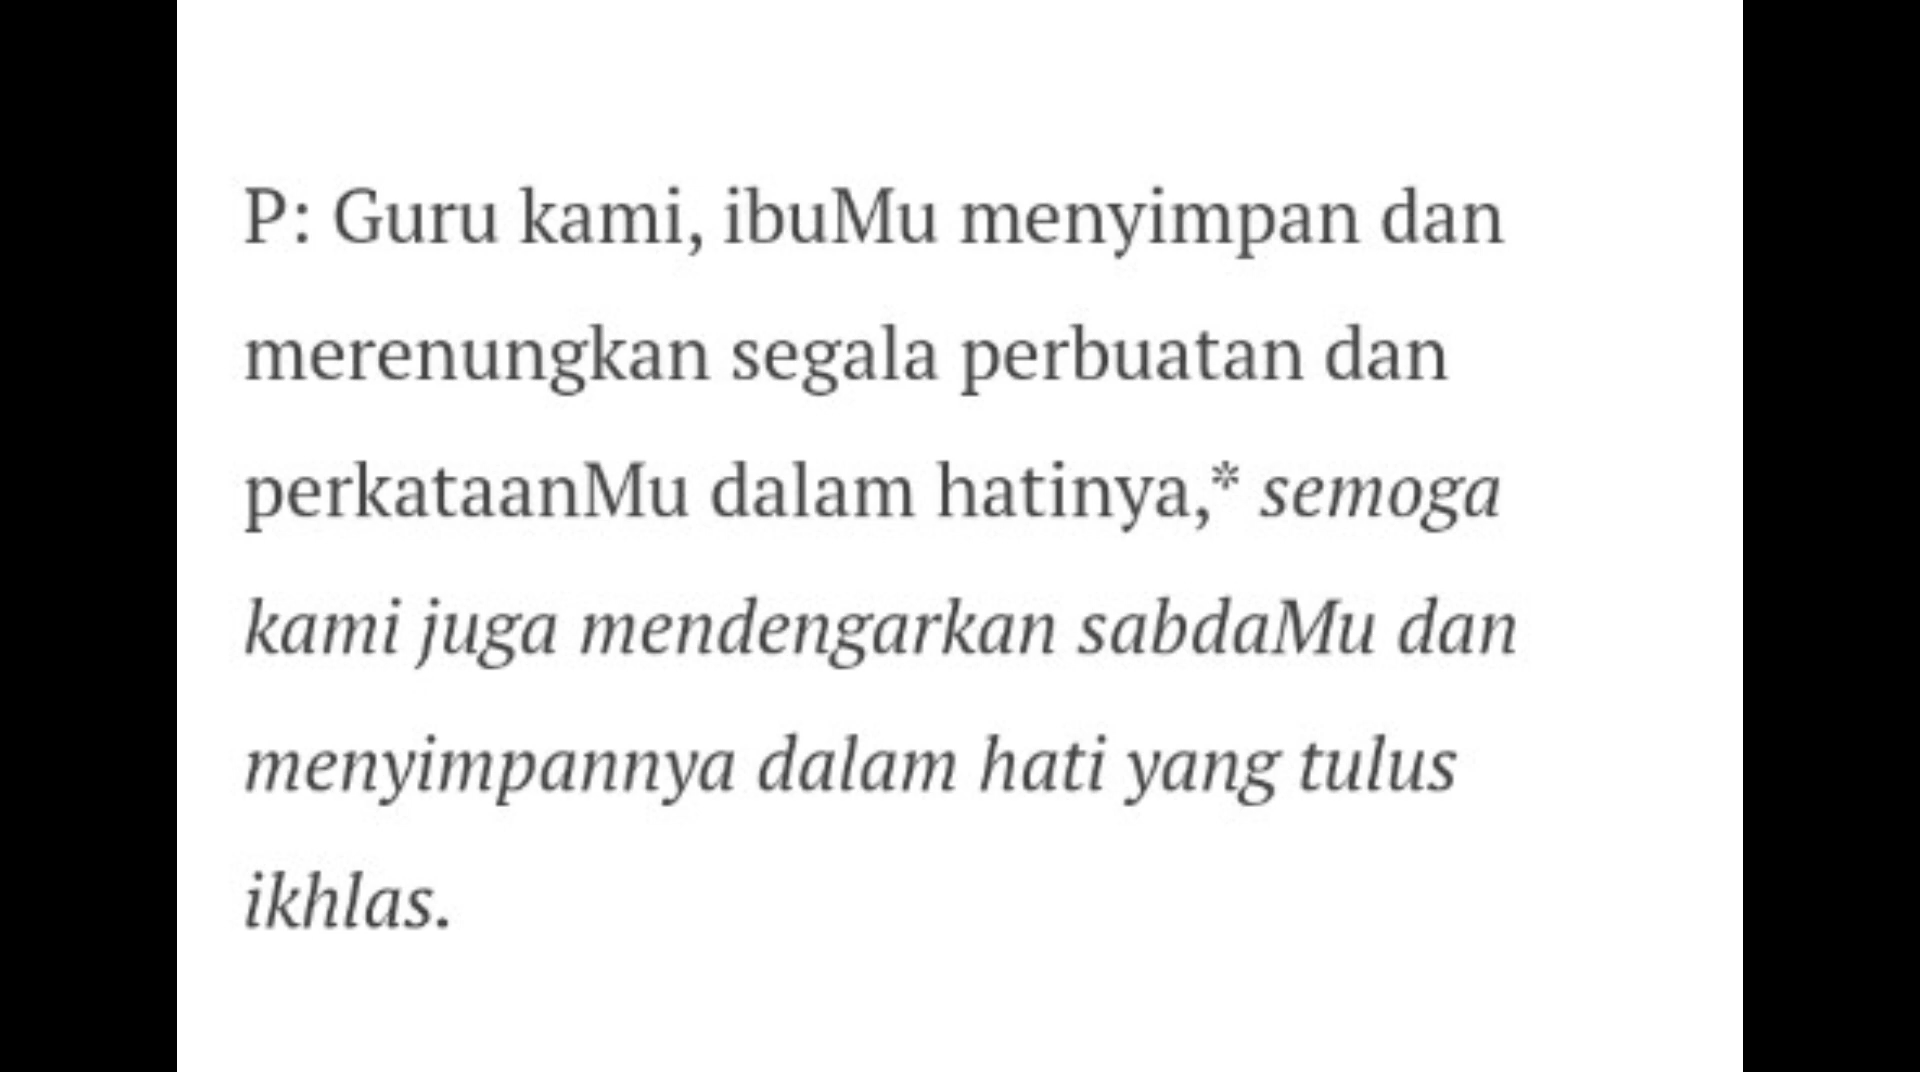 P: Guru kami, ibuMu menyimpan dan
merenungkan segala perbuatan dan
perkataanMu dalam hatinya,* semoga
kami juga mendengarkan sabdaMu dan
menyimpannya dalam hati yang tulus
ikhlas.